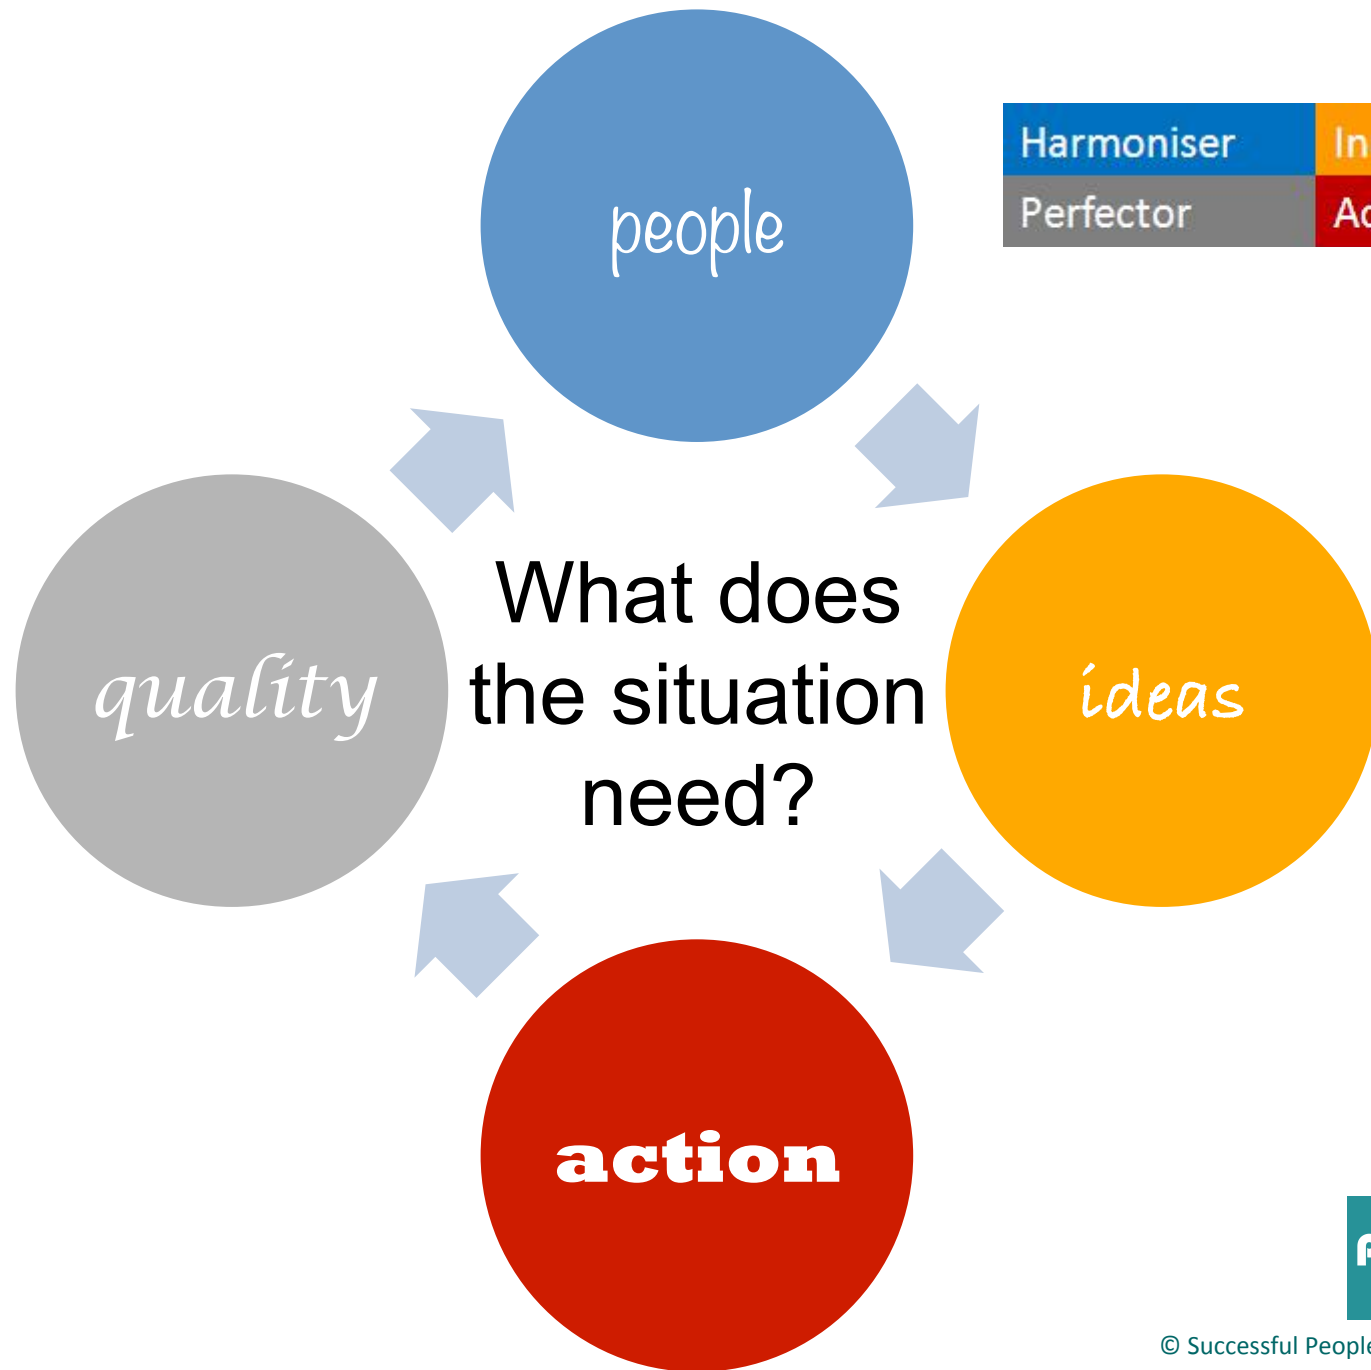 people
Harmoniser
Perfector
What does
the situation
need?
quality
ideas
action
© Successful People